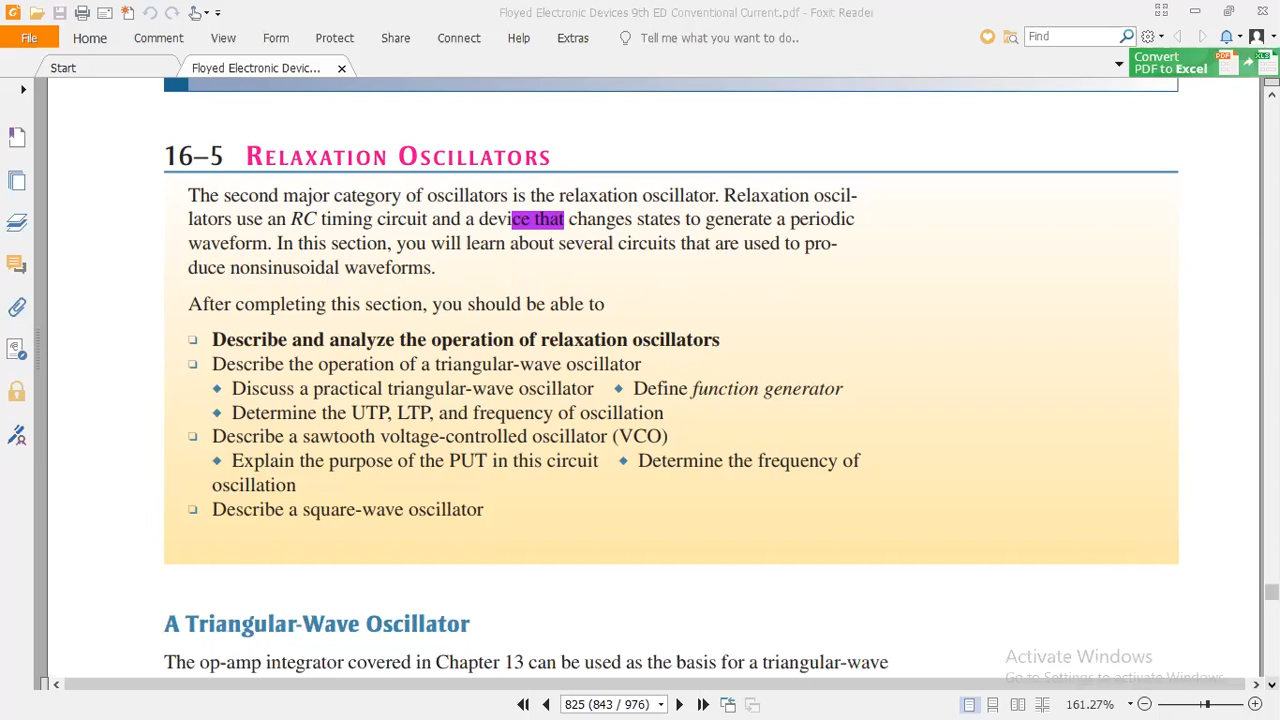 Floyed Electronic Devices 9th ED Conventional Current.pdf - Foxit Reader
File Home Comment View Form Protect Share Connect Help Extras Tell me what you want to do.. Find
Start Floyed Electronic Devic...
Convert
PDF to Excel
16–5 RELAXATION OSCILLATORS
The second major category of oscillators is the relaxation oscillator. Relaxation oscil-
lators use an RC timing circuit and a device that changes states to generate a periodic
waveform. In this section, you will learn about several circuits that are used to pro-
duce nonsinusoidal waveforms.
After completing this section, you should be able to
❏ Describe and analyze the operation of relaxation oscillators
❏ Describe the operation of a triangular-wave oscillator
◆ Discuss a practical triangular-wave oscillator ◆ Define function generator
◆ Determine the UTP, LTP, and frequency of oscillation
❏ Describe a sawtooth voltage-controlled oscillator (VCO)
◆ Explain the purpose of the PUT in this circuit ◆ Determine the frequency of
oscillation
❏ Describe a square-wave oscillator
A Triangular-Wave Oscillator
The op-amp integrator covered in Chapter 13 can be used as the basis for a triangular-wave
Activate Windows
Go to Settings to activate Windows.
825 (843 / 976) 161.27%